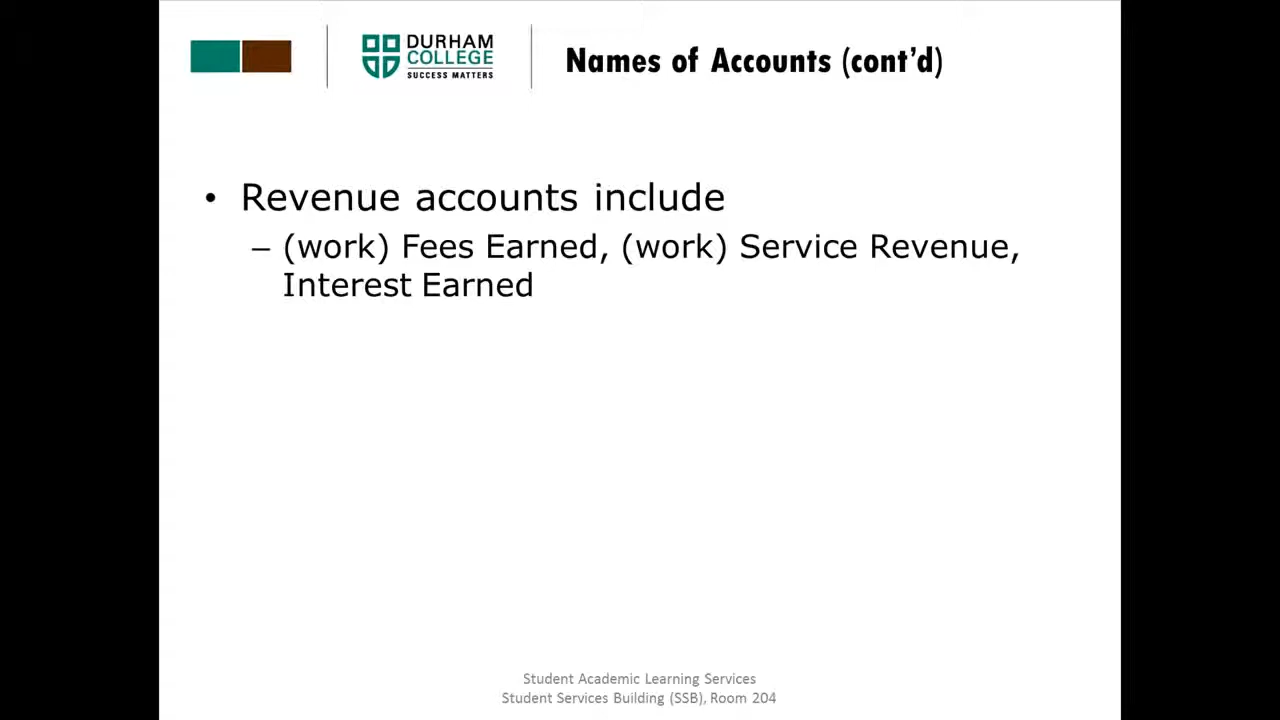 DURHAM
COLLEGE
SUCCESS MATTERS
Names of Accounts (cont’d)
• Revenue accounts include
– (work) Fees Earned, (work) Service Revenue,
Interest Earned
Student Academic Learning Services
Student Services Building (SSB), Room 204